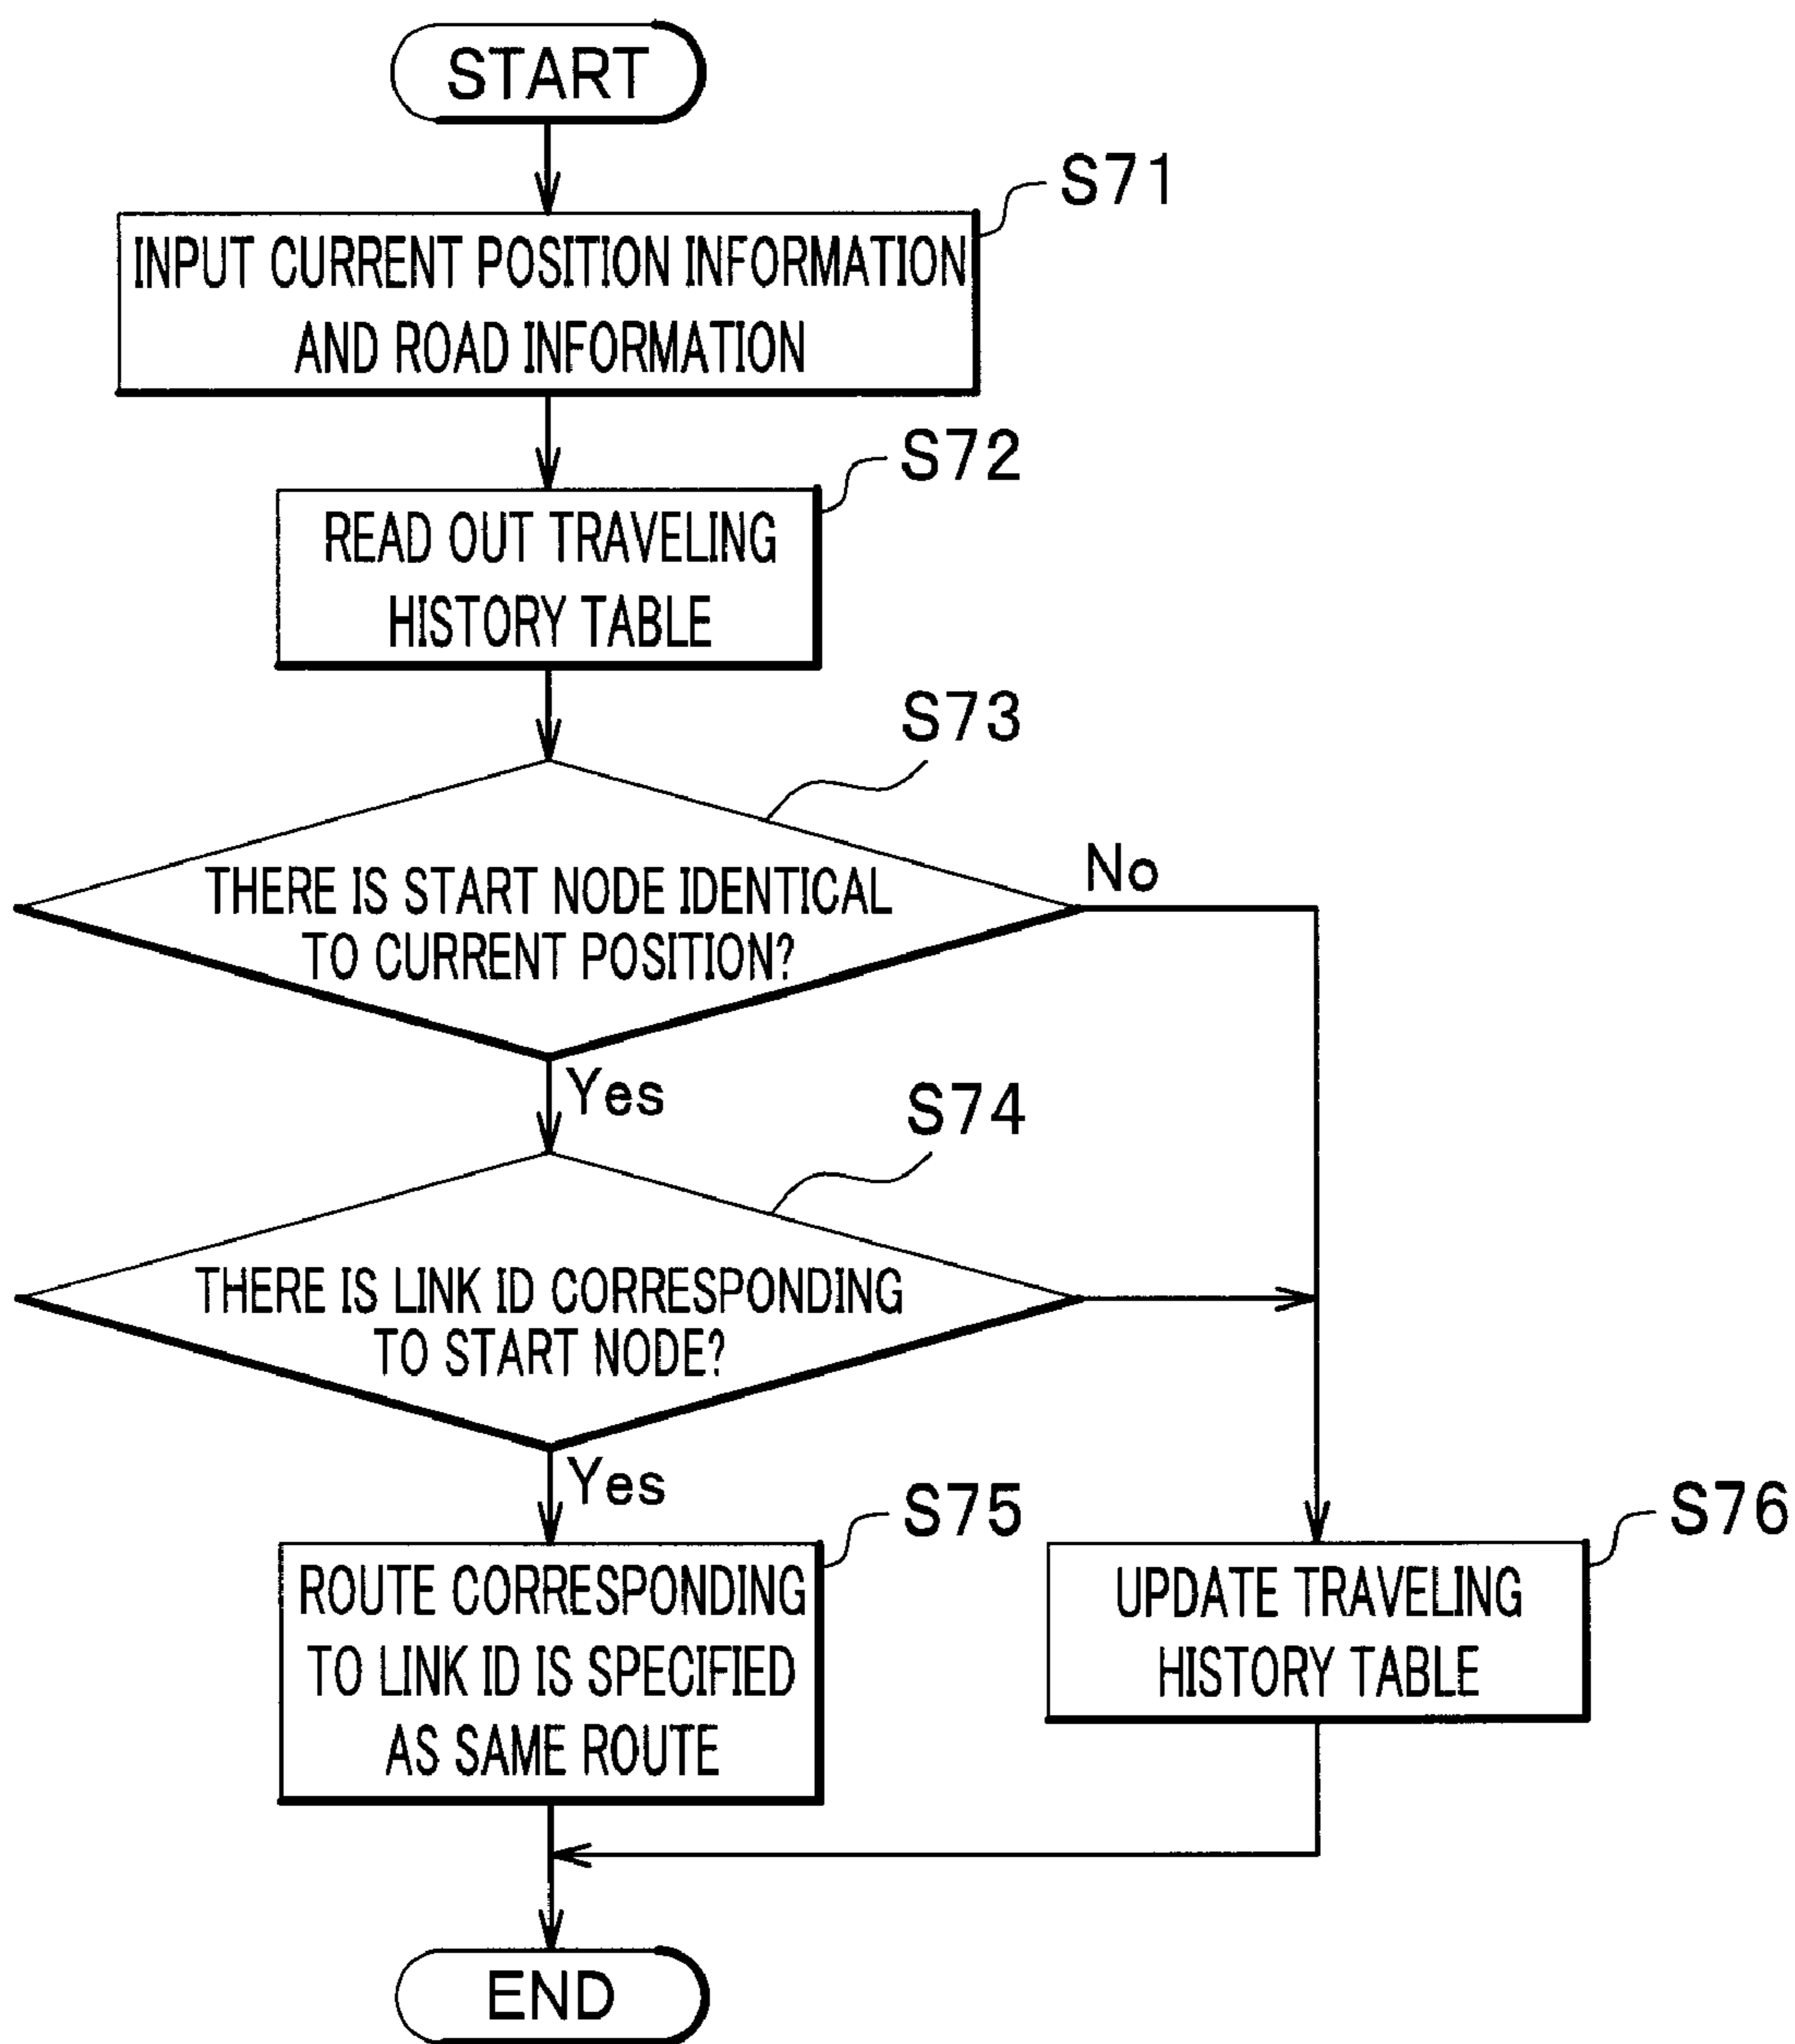 START
S71
INPUT CURRENT POSITION INFORMATION
AND ROAD INFORMATION
S72
READ OUT TRAVELING
HISTORY TABLE
S73
THERE IS START NODE IDENTICAL
TO CURRENT POSITION?
No
Yes
S74
THERE IS LINK ID CORRESPONDING
TO START NODE?
Yes
S75
ROUTE CORRESPONDING
TO LINK ID IS SPECIFIED
AS SAME ROUTE
S76
UPDATE TRAVELING
HISTORY TABLE
END